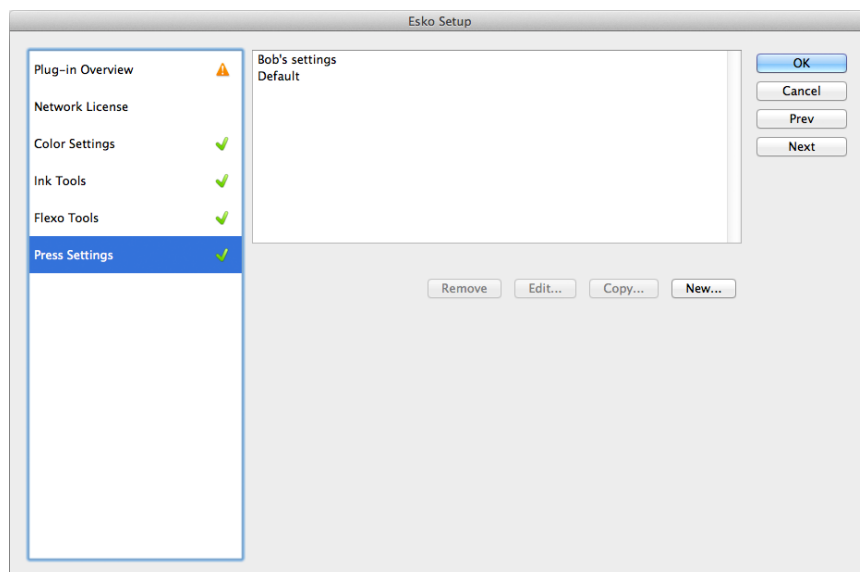 Esko Setup
Plug-in Overview
Network License
Color Settings
Ink Tools
Flexo Tools
Press Settings
Bob's settings
Default
OK
Cancel
Prev
Next
Remove
Edit...
Copy...
New...